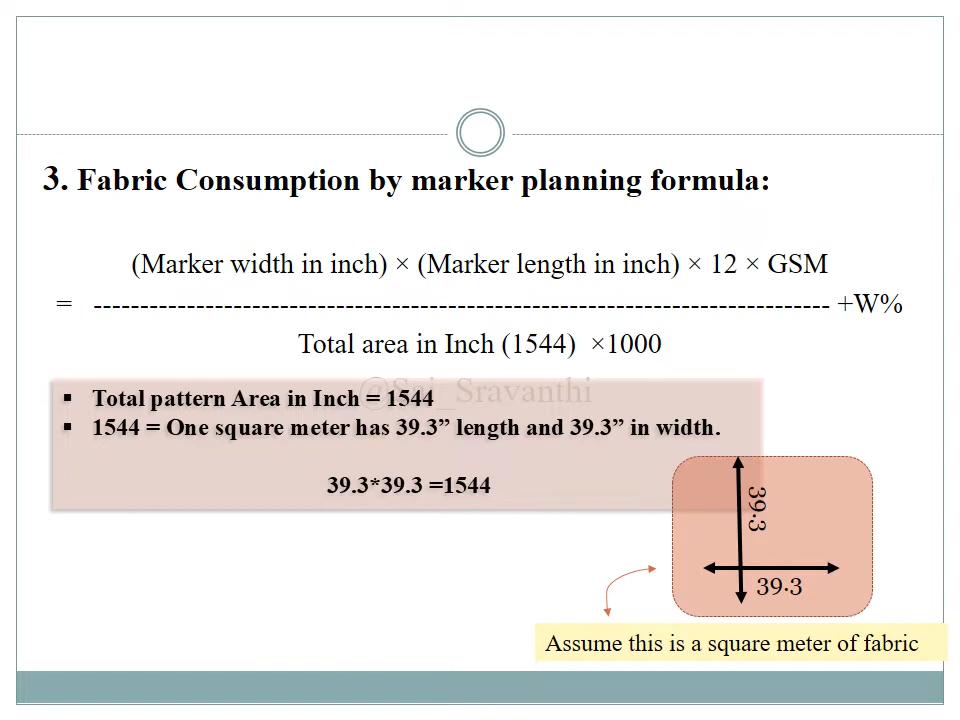 3. Fabric Consumption by marker planning formula:
(Marker width in inch) × (Marker length in inch) × 12 × GSM
= ------------------------------------------------------------------------------- +W%
Total area in Inch (1544) ×1000
@Sai_Sravanthi
▪ Total pattern Area in Inch = 1544
▪ 1544 = One square meter has 39.3” length and 39.3” in width.
39.3*39.3 =1544
39.3
39.3
Assume this is a square meter of fabric